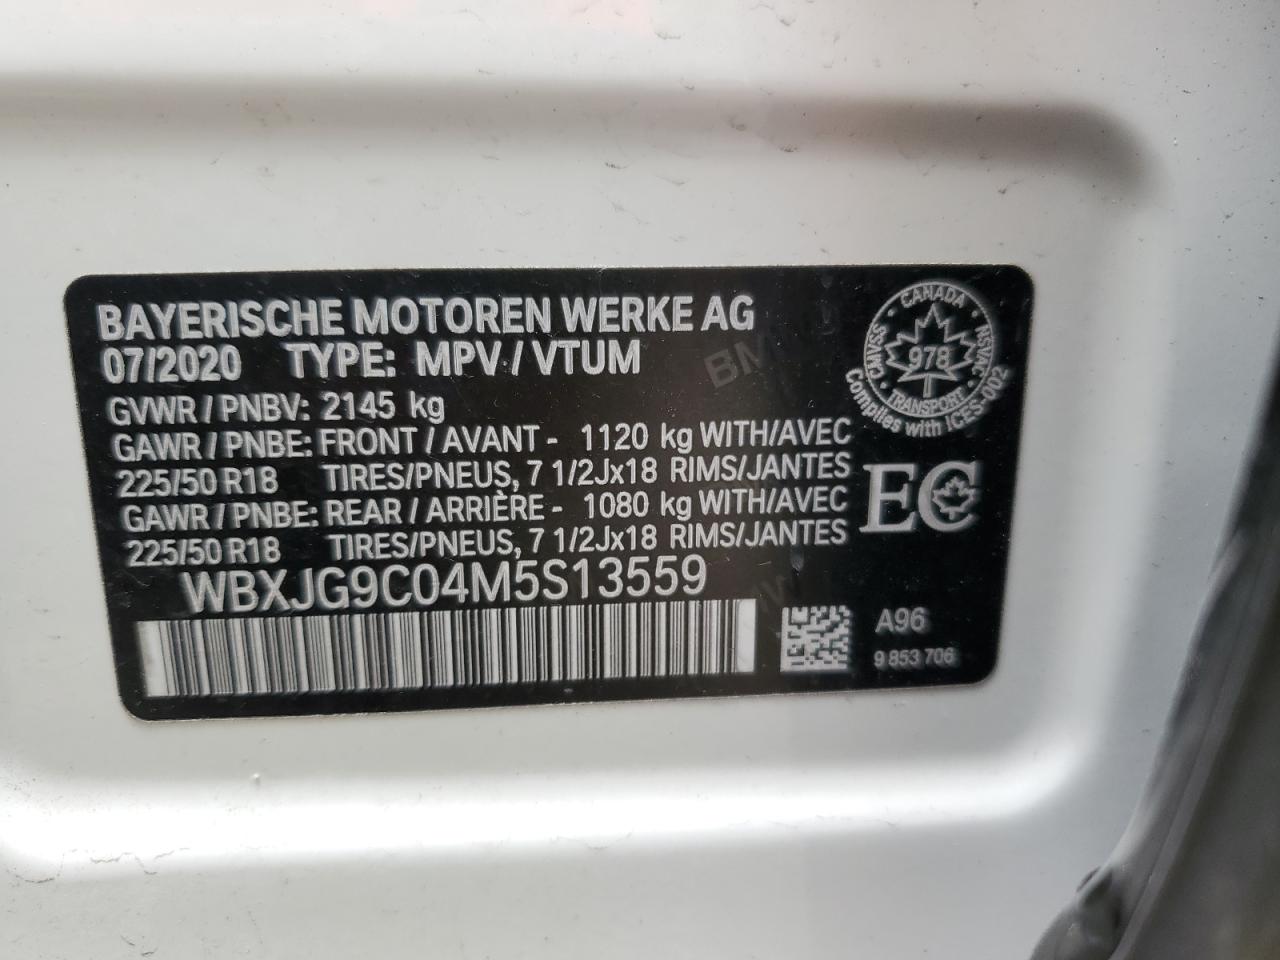 BAYERISCHE MOTOREN WERKE AG
07/2020 TYPE: MPV / VTUM
GVWR / PNBV: 2145 kg
GAWR / PNBE: FRONT / AVANT - 1120 kg WITH/AVEC
225/50 R18 TIRES/PNEUS, 7 1/2Jx18 RIMS/JANTES
GAWR / PNBE: REAR / ARRIÈRE - 1080 kg WITH/AVEC
225/50 R18 TIRES/PNEUS, 7 1/2Jx18 RIMS/JANTES
WBXJG9C04M5S13559
CANADA
CMVSS 978 NSVAC
TRANSPORT
Complies with ICES-002
EC
A96
9 853 706